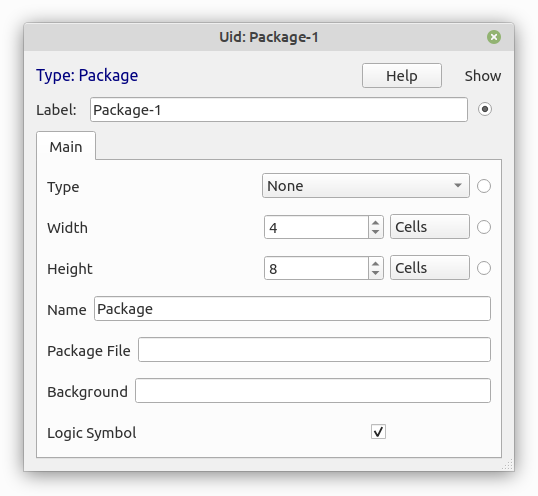 Uid: Package-1
Type: Package Help Show
Label: Package-1
Main
Type None
Width 4 Cells
Height 8 Cells
Name Package
Package File
Background
Logic Symbol